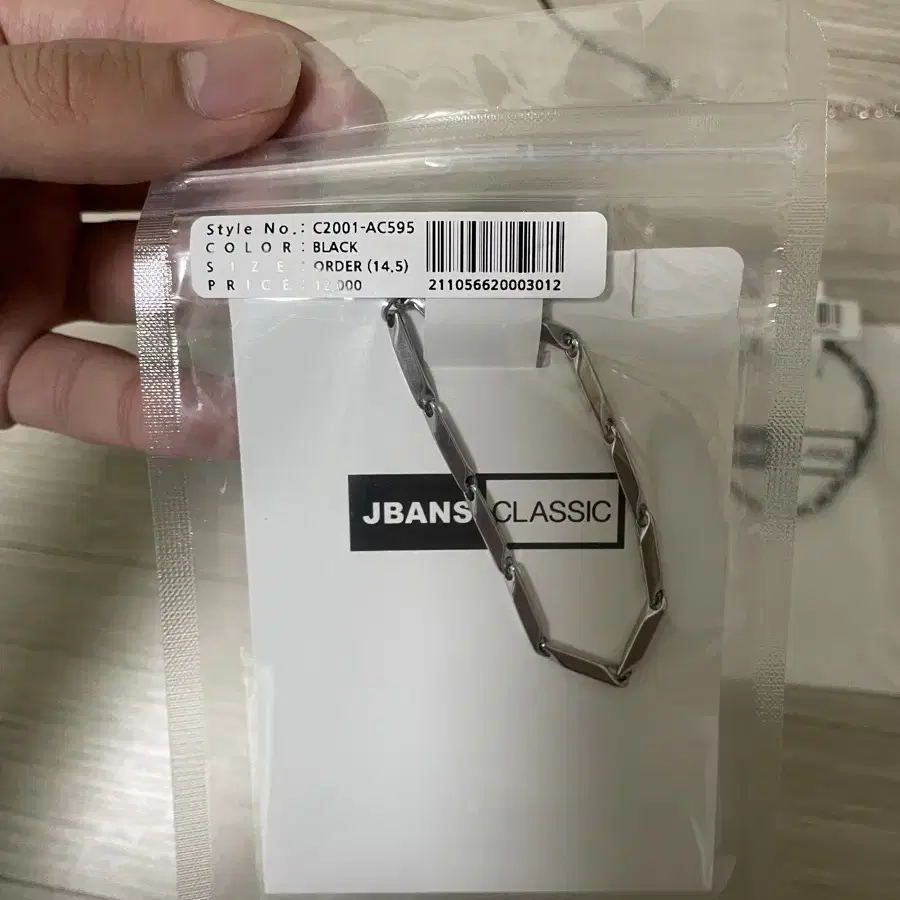 Style No.: C2001-AC595
COLOR: BLACK
SIZE: ORDER (14.5)
PRICE: 12,000
211056620003012
JBANS CLASSIC